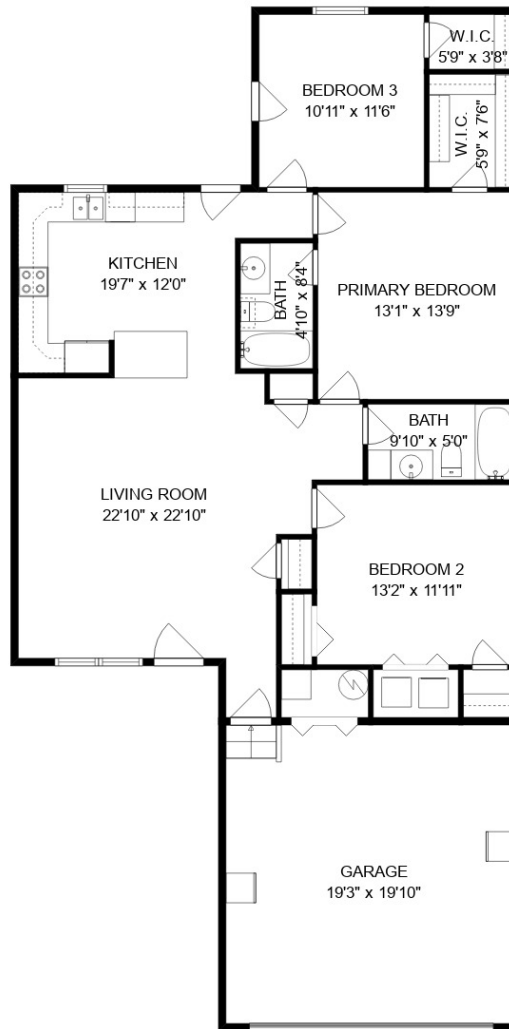 W.I.C.
5'9" x 3'8"
BEDROOM 3
10'11" x 11'6"
W.I.C.
5'9" x 7'6"
KITCHEN
19'7" x 12'0"
BATH
4'10" x 8'4"
PRIMARY BEDROOM
13'1" x 13'9"
BATH
9'10" x 5'0"
LIVING ROOM
22'10" x 22'10"
BEDROOM 2
13'2" x 11'11"
GARAGE
19'3" x 19'10"